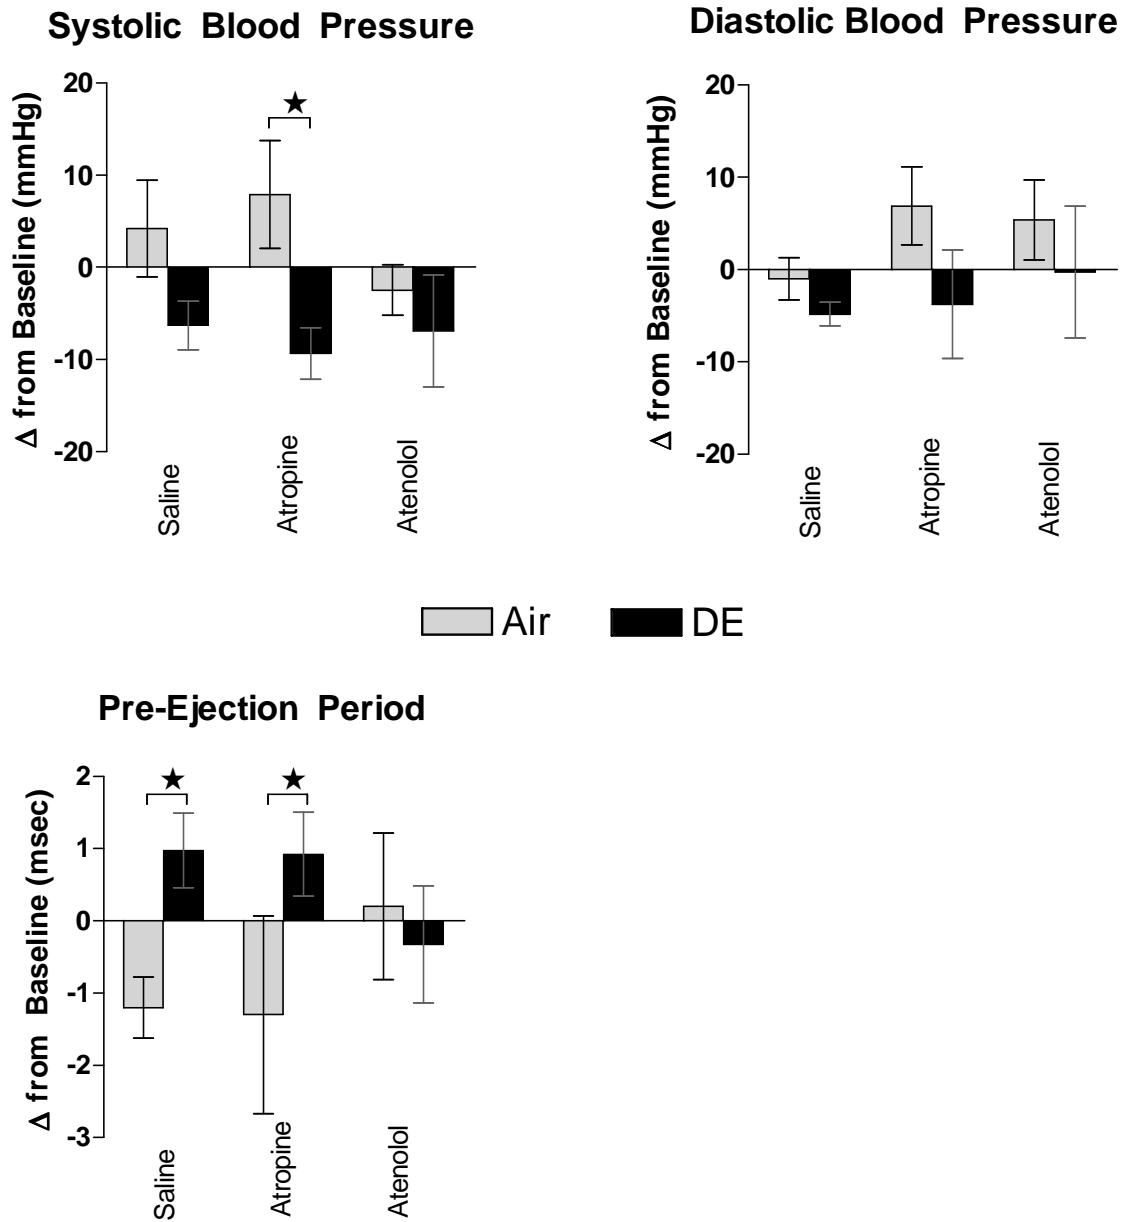 Systolic Blood Pressure
Δ from Baseline (mmHg)
20
★
10
0
-10
-20
Saline
Atropine
Atenolol
Diastolic Blood Pressure
Δ from Baseline (mmHg)
20
10
0
-10
-20
Saline
Atropine
Atenolol
Air
DE
Pre-Ejection Period
Δ from Baseline (msec)
2
★ ★
1
0
-1
-2
-3
Saline
Atropine
Atenolol